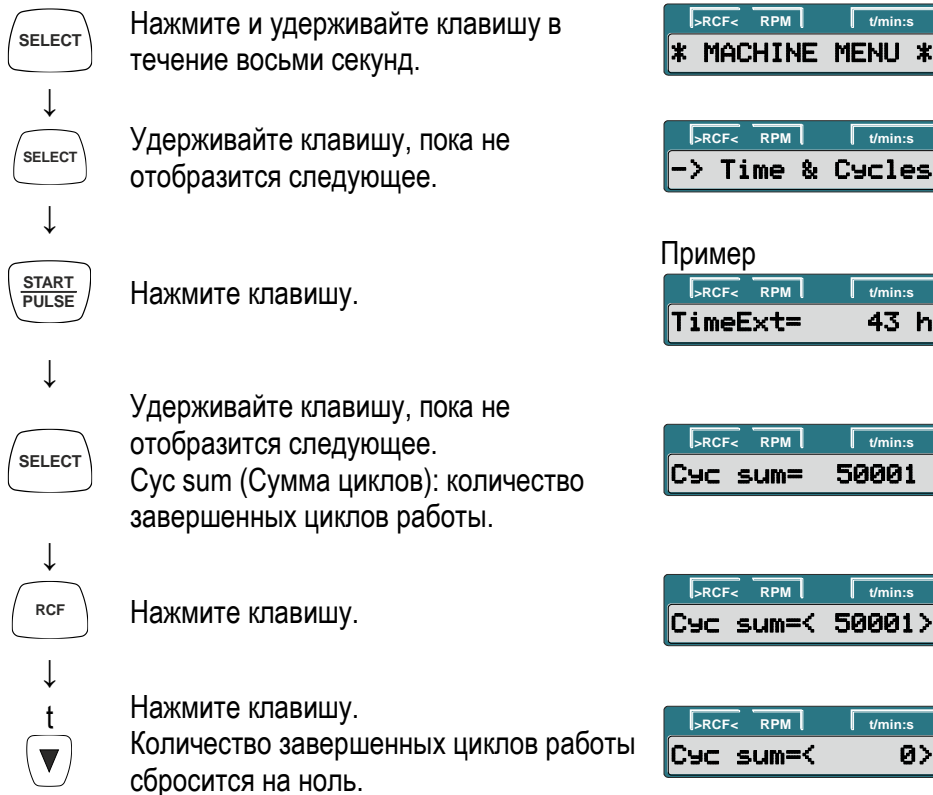 SELECT
Нажмите и удерживайте клавишу в
течение восьми секунд.
>RCF< RPM t/min:s
* MACHINE MENU *
↓
SELECT
Удерживайте клавишу, пока не
отобразится следующее.
>RCF< RPM t/min:s
-> Time & Cycles
↓
START
PULSE
Нажмите клавишу.
Пример
>RCF< RPM t/min:s
TimeExt= 43 h
↓
SELECT
Удерживайте клавишу, пока не
отобразится следующее.
Cyc sum (Сумма циклов): количество
завершенных циклов работы.
>RCF< RPM t/min:s
Cyc sum= 50001
↓
RCF
Нажмите клавишу.
>RCF< RPM t/min:s
Cyc sum=< 50001>
↓
t
▼
Нажмите клавишу.
Количество завершенных циклов работы
сбросится на ноль.
>RCF< RPM t/min:s
Cyc sum=< 0>